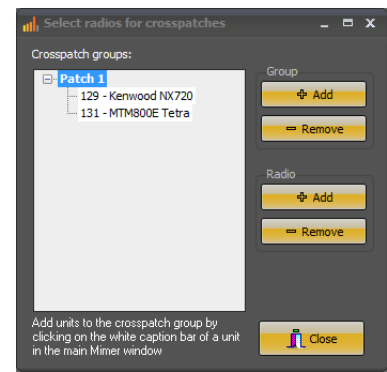 Select radios for crosspatches
Crosspatch groups:
Patch 1
129 - Kenwood NX720
131 - MTM800E Tetra
Group
Add
Remove
Radio
Add
Remove
Add units to the crosspatch group by
clicking on the white caption bar of a unit
in the main Mimer window
Close